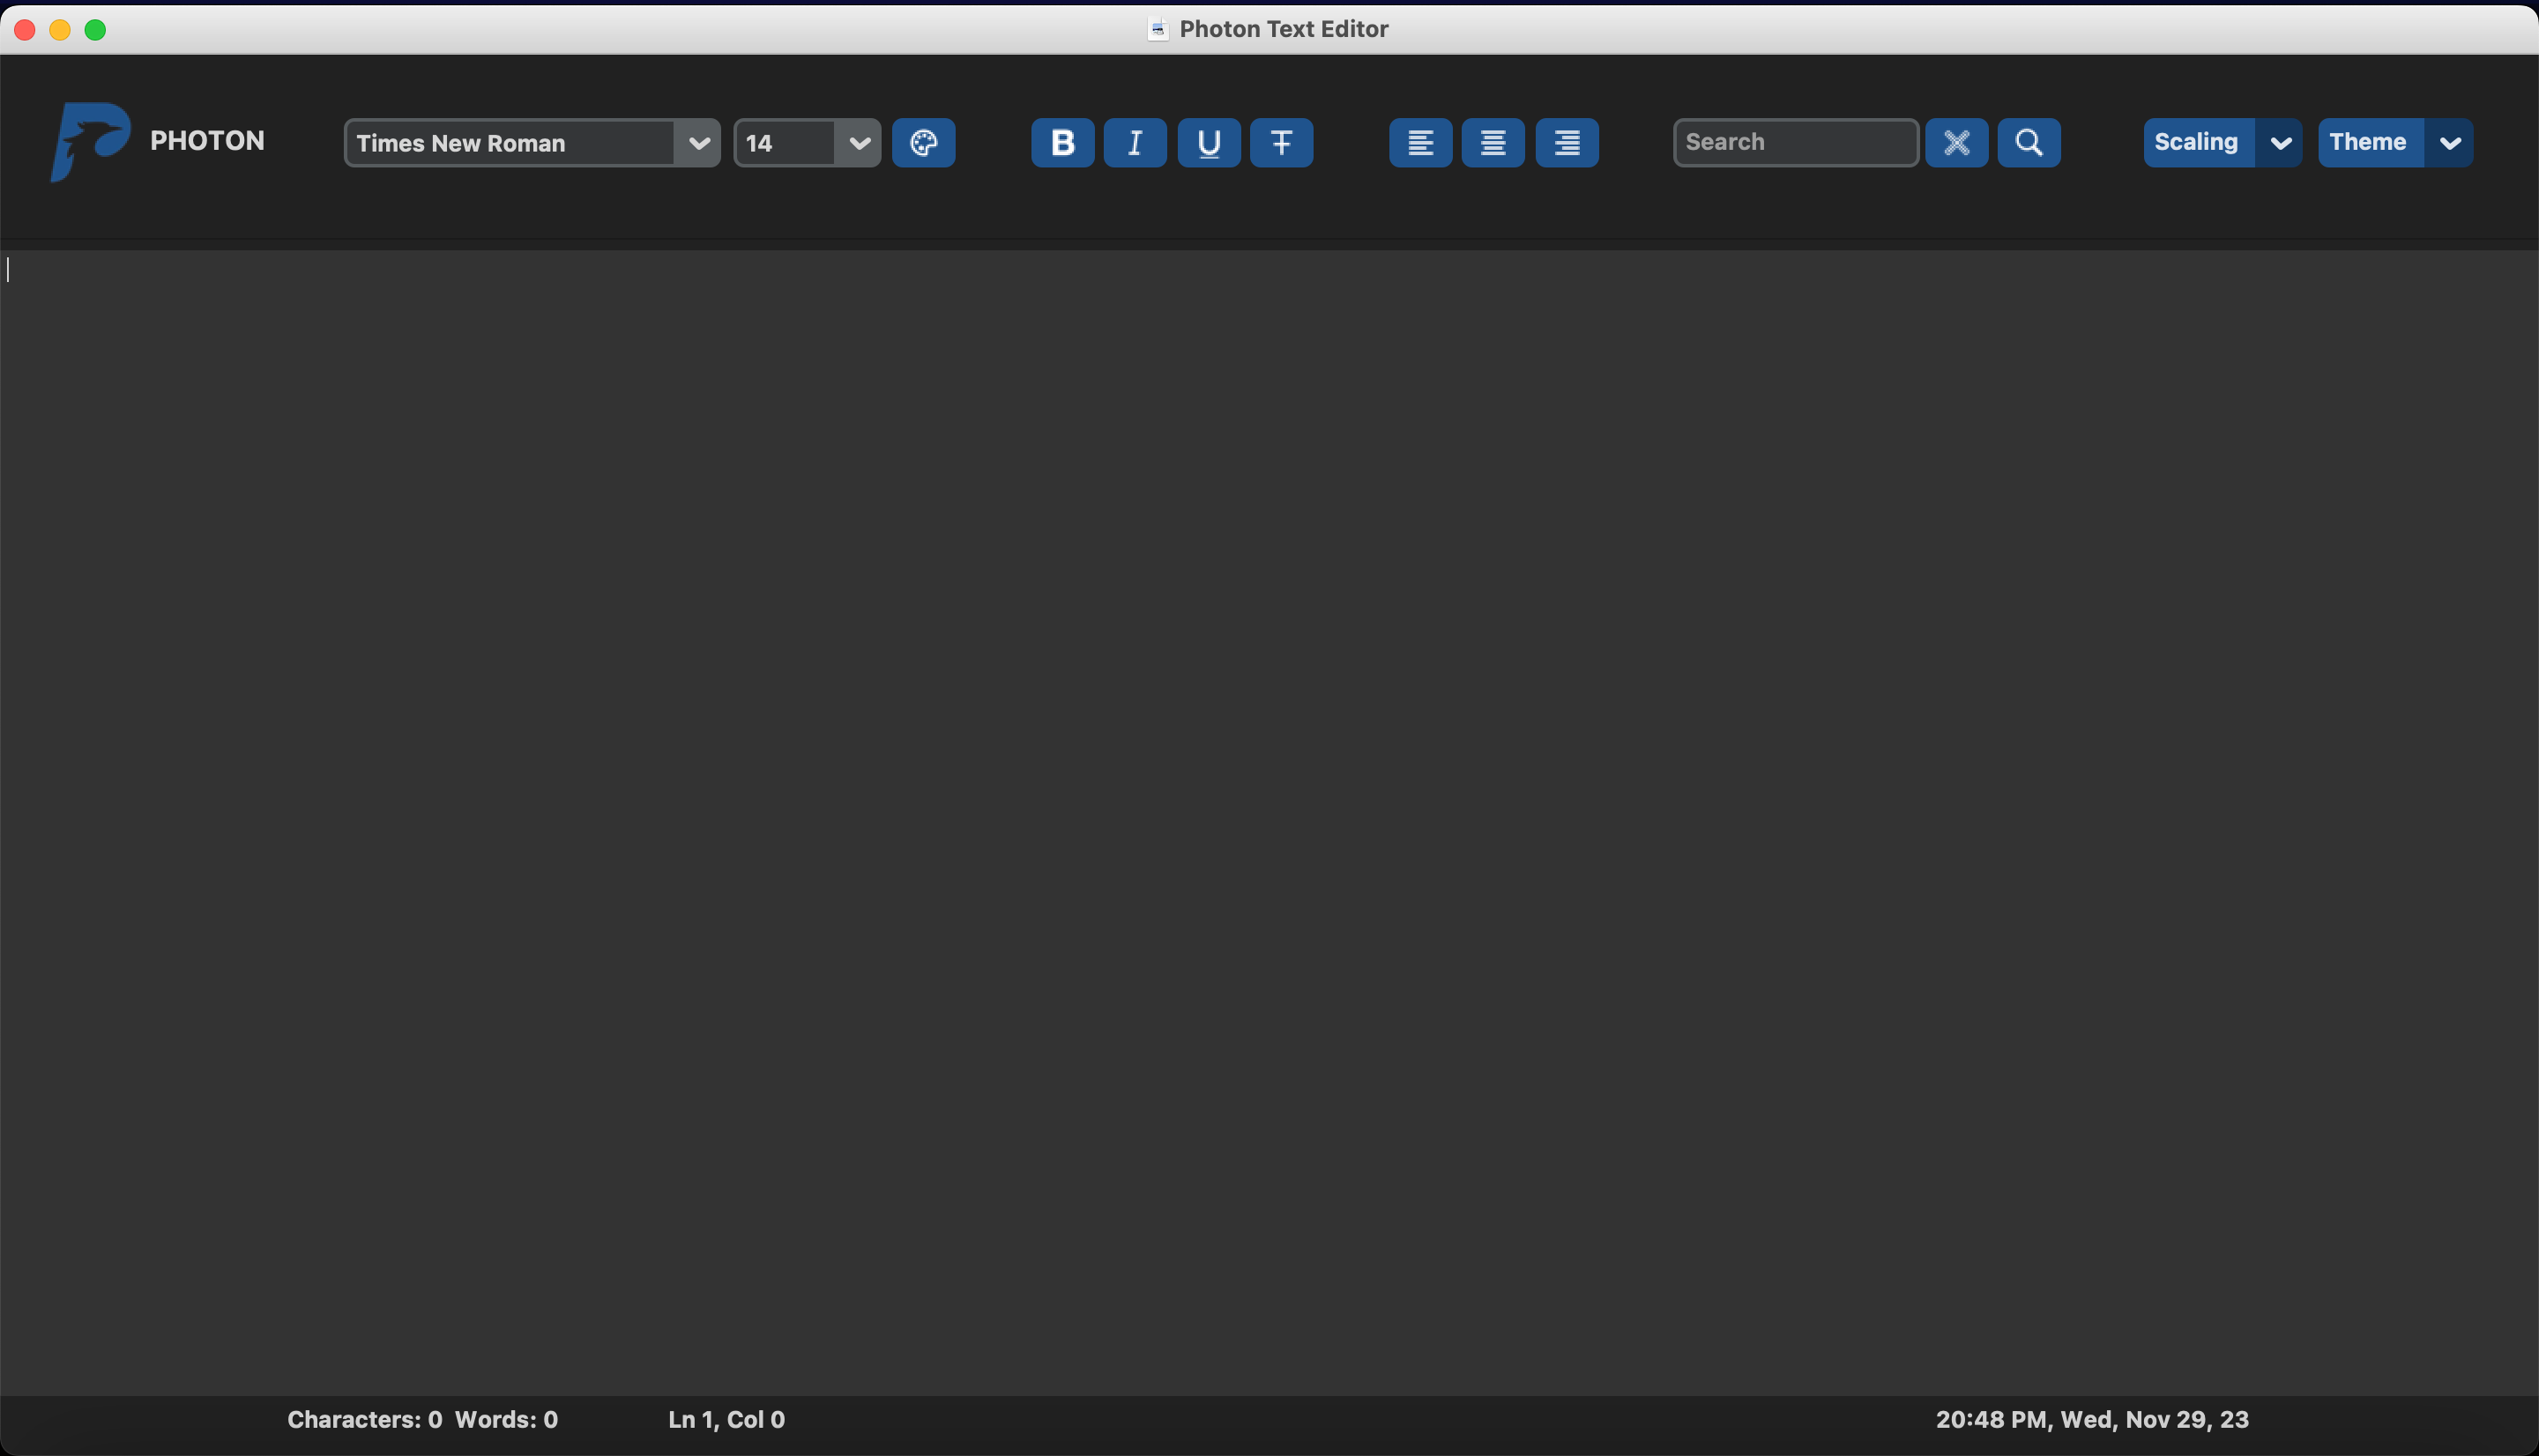 Photon Text Editor
PHOTON Times New Roman 14 B I U T Search Scaling Theme
Characters: 0 Words: 0 Ln 1, Col 0 20:48 PM, Wed, Nov 29, 23